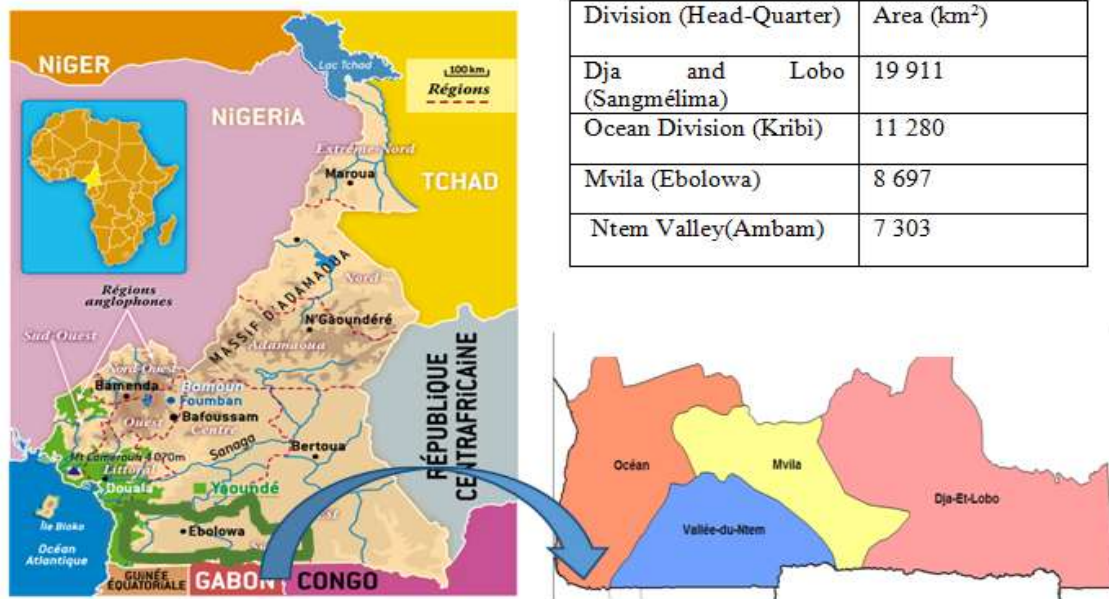 NiGER
Lac Tchad
100 km
Régions
NiGERiA
Extrême-Nord
Maroua
TCHAD
Nord
MASSIF D'ADAMAOUA
N'Gaoundéré
Adamaoua
Régions
anglophones
Sud-Ouest
Nord-Ouest
Bamenda
Bamoun
Foumban
Bafoussam
Ouest
Centre
Sanaga
Bertoua
RÉPUBLIQUE
CENTRAFRiCAiNE
Mt Cameroun 4 070m
Littoral
Douala
Yaoundé
Île Bioko
Océan
Atlantique
Ebolowa
GUINÉE
ÉQUATORIALE
GABON
CONGO
Division (Head-Quarter) Area (km²)
Dja and Lobo 19 911
(Sangmélima)
Ocean Division (Kribi) 11 280
Mvila (Ebolowa) 8 697
Ntem Valley(Ambam) 7 303
Océan
Mvila
Vallée-du-Ntem
Dja-Et-Lobo